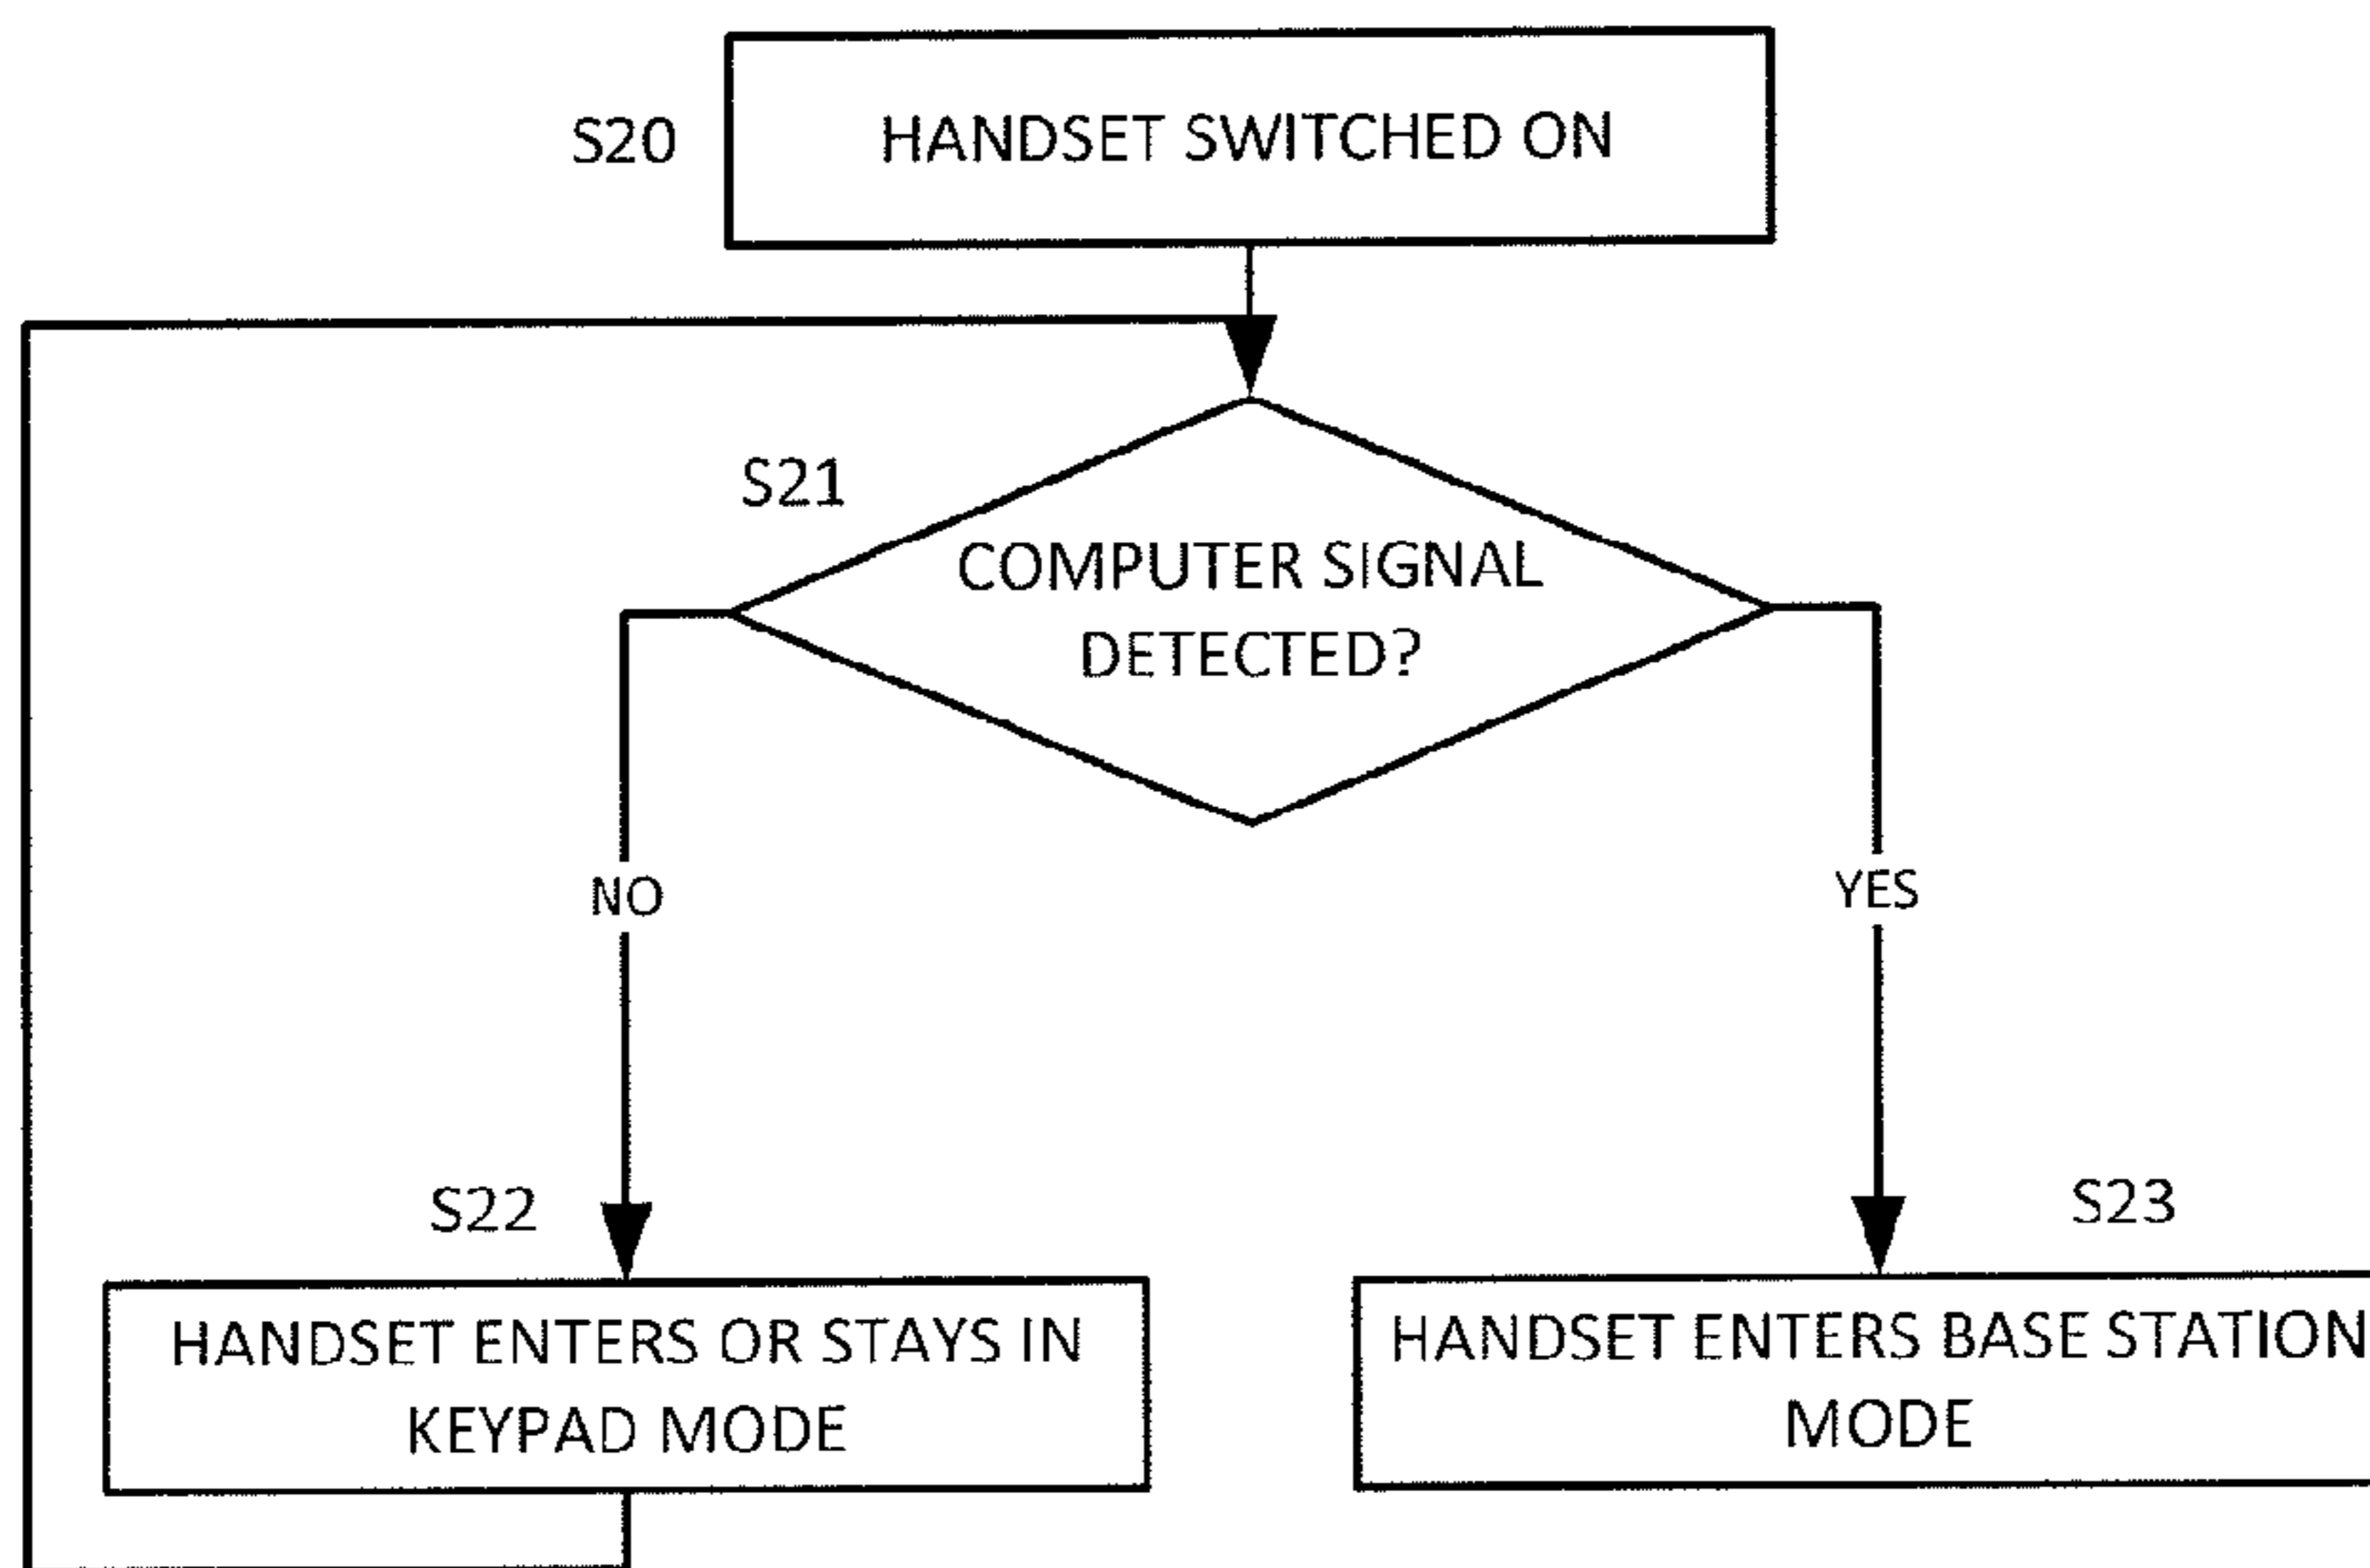 S20
HANDSET SWITCHED ON
S21
COMPUTER SIGNAL
DETECTED?
NO
YES
S22
S23
HANDSET ENTERS OR STAYS IN
KEYPAD MODE
HANDSET ENTERS BASE STATION
MODE